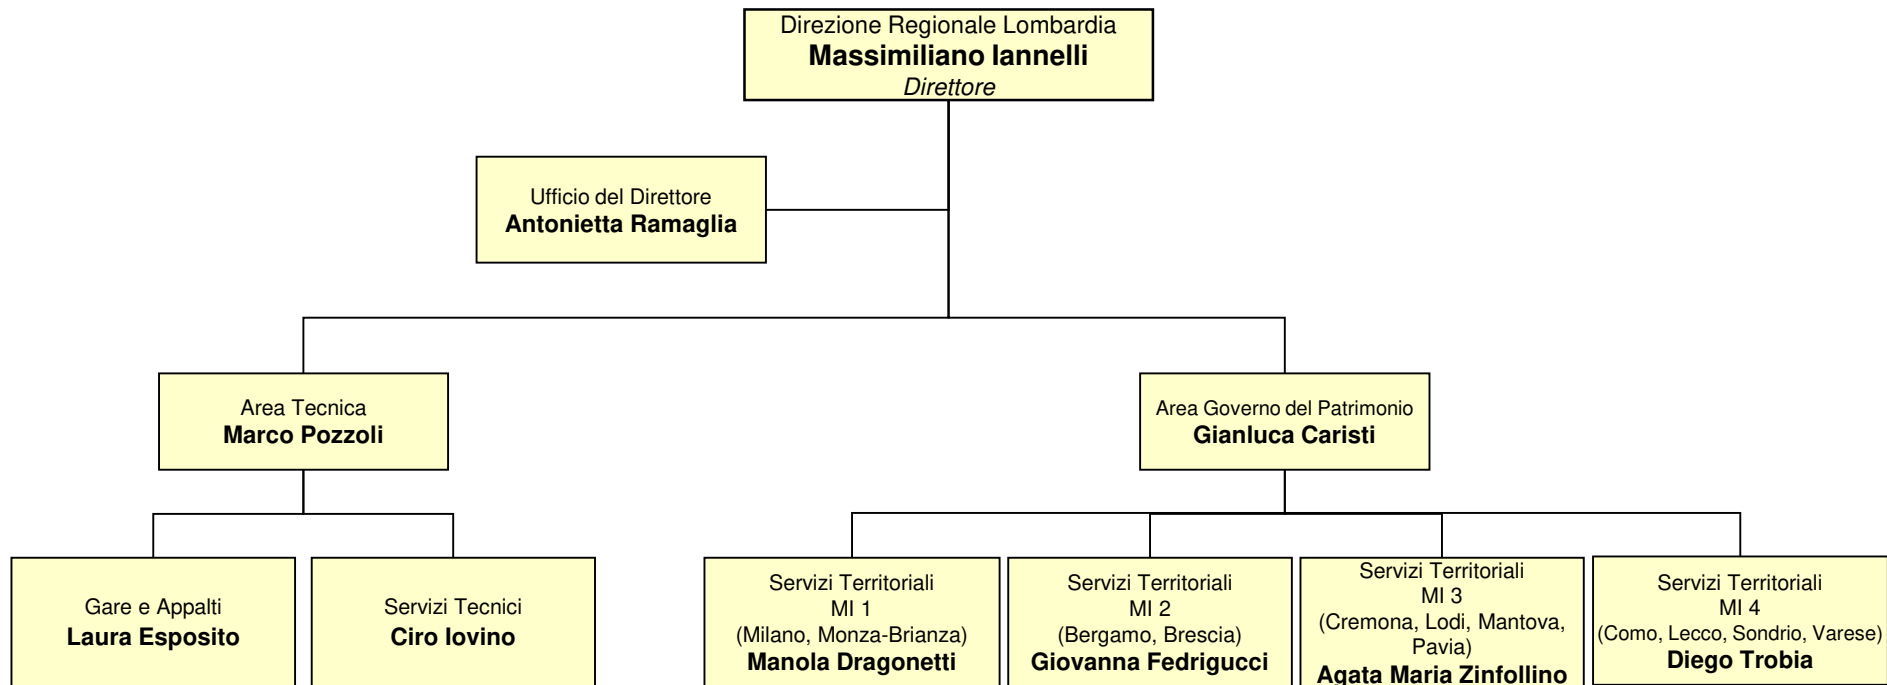 Direzione Regionale Lombardia
Massimiliano Iannelli
Direttore
Ufficio del Direttore
Antonietta Ramaglia
Area Tecnica
Marco Pozzoli
Area Governo del Patrimonio
Gianluca Caristi
Gare e Appalti
Laura Esposito
Servizi Tecnici
Ciro Iovino
Servizi Territoriali
MI 1
(Milano, Monza-Brianza)
Manola Dragonetti
Servizi Territoriali
MI 2
(Bergamo, Brescia)
Giovanna Fedrigucci
Servizi Territoriali
MI 3
(Cremona, Lodi, Mantova,
Pavia)
Agata Maria Zinfollino
Servizi Territoriali
MI 4
(Como, Lecco, Sondrio, Varese)
Diego Trobia